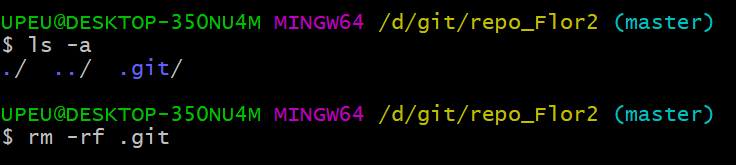 UPEU@DESKTOP-350NU4M MINGW64 /d/git/repo_Flor2 (master)
$ ls -a
./  ../  .git/
UPEU@DESKTOP-350NU4M MINGW64 /d/git/repo_Flor2 (master)
$ rm -rf .git